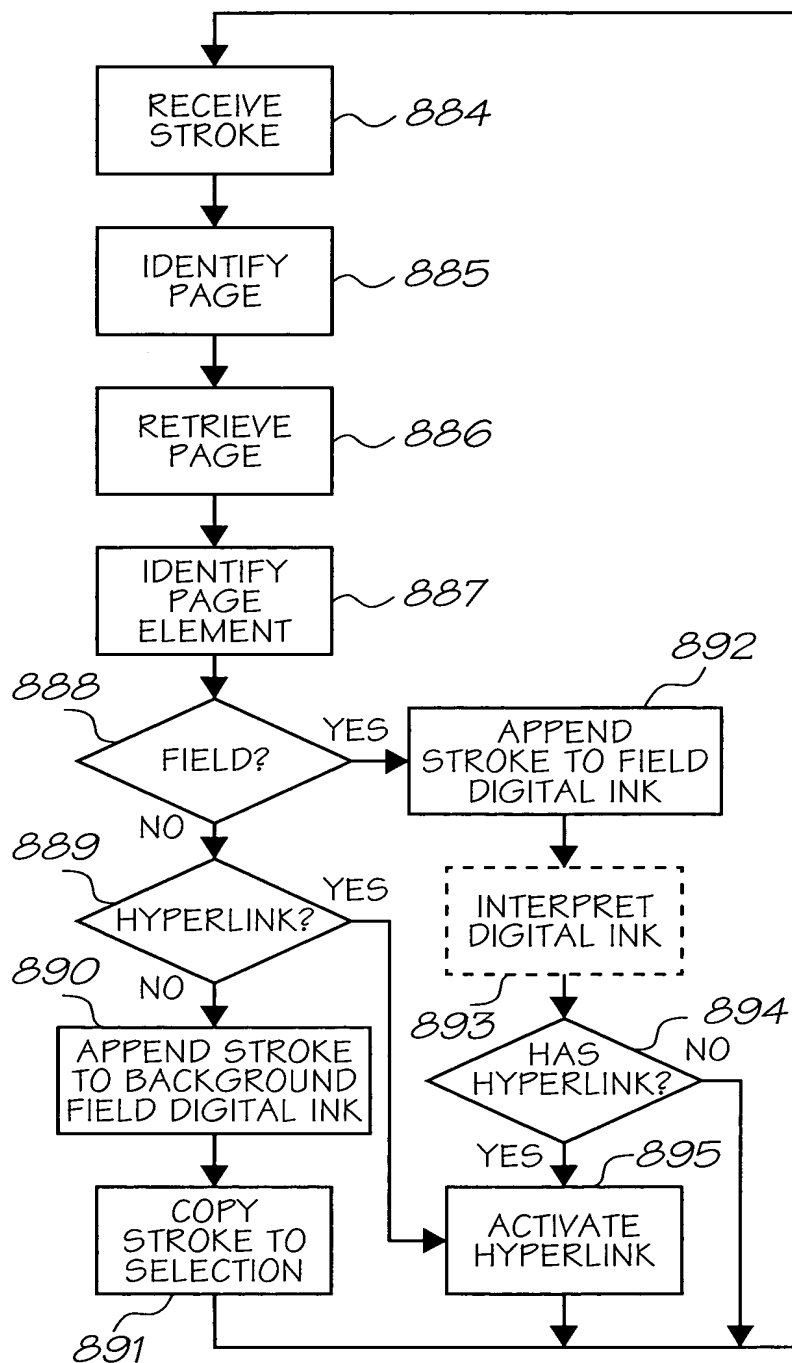 RECEIVE
STROKE
884
IDENTIFY
PAGE
885
RETRIEVE
PAGE
886
IDENTIFY
PAGE
ELEMENT
887
888
FIELD?
YES
NO
892
APPEND
STROKE TO FIELD
DIGITAL INK
889
HYPERLINK?
YES
NO
INTERPRET
DIGITAL INK
893
890
APPEND STROKE
TO BACKGROUND
FIELD DIGITAL INK
894
HAS
HYPERLINK?
NO
YES
895
COPY
STROKE TO
SELECTION
891
ACTIVATE
HYPERLINK